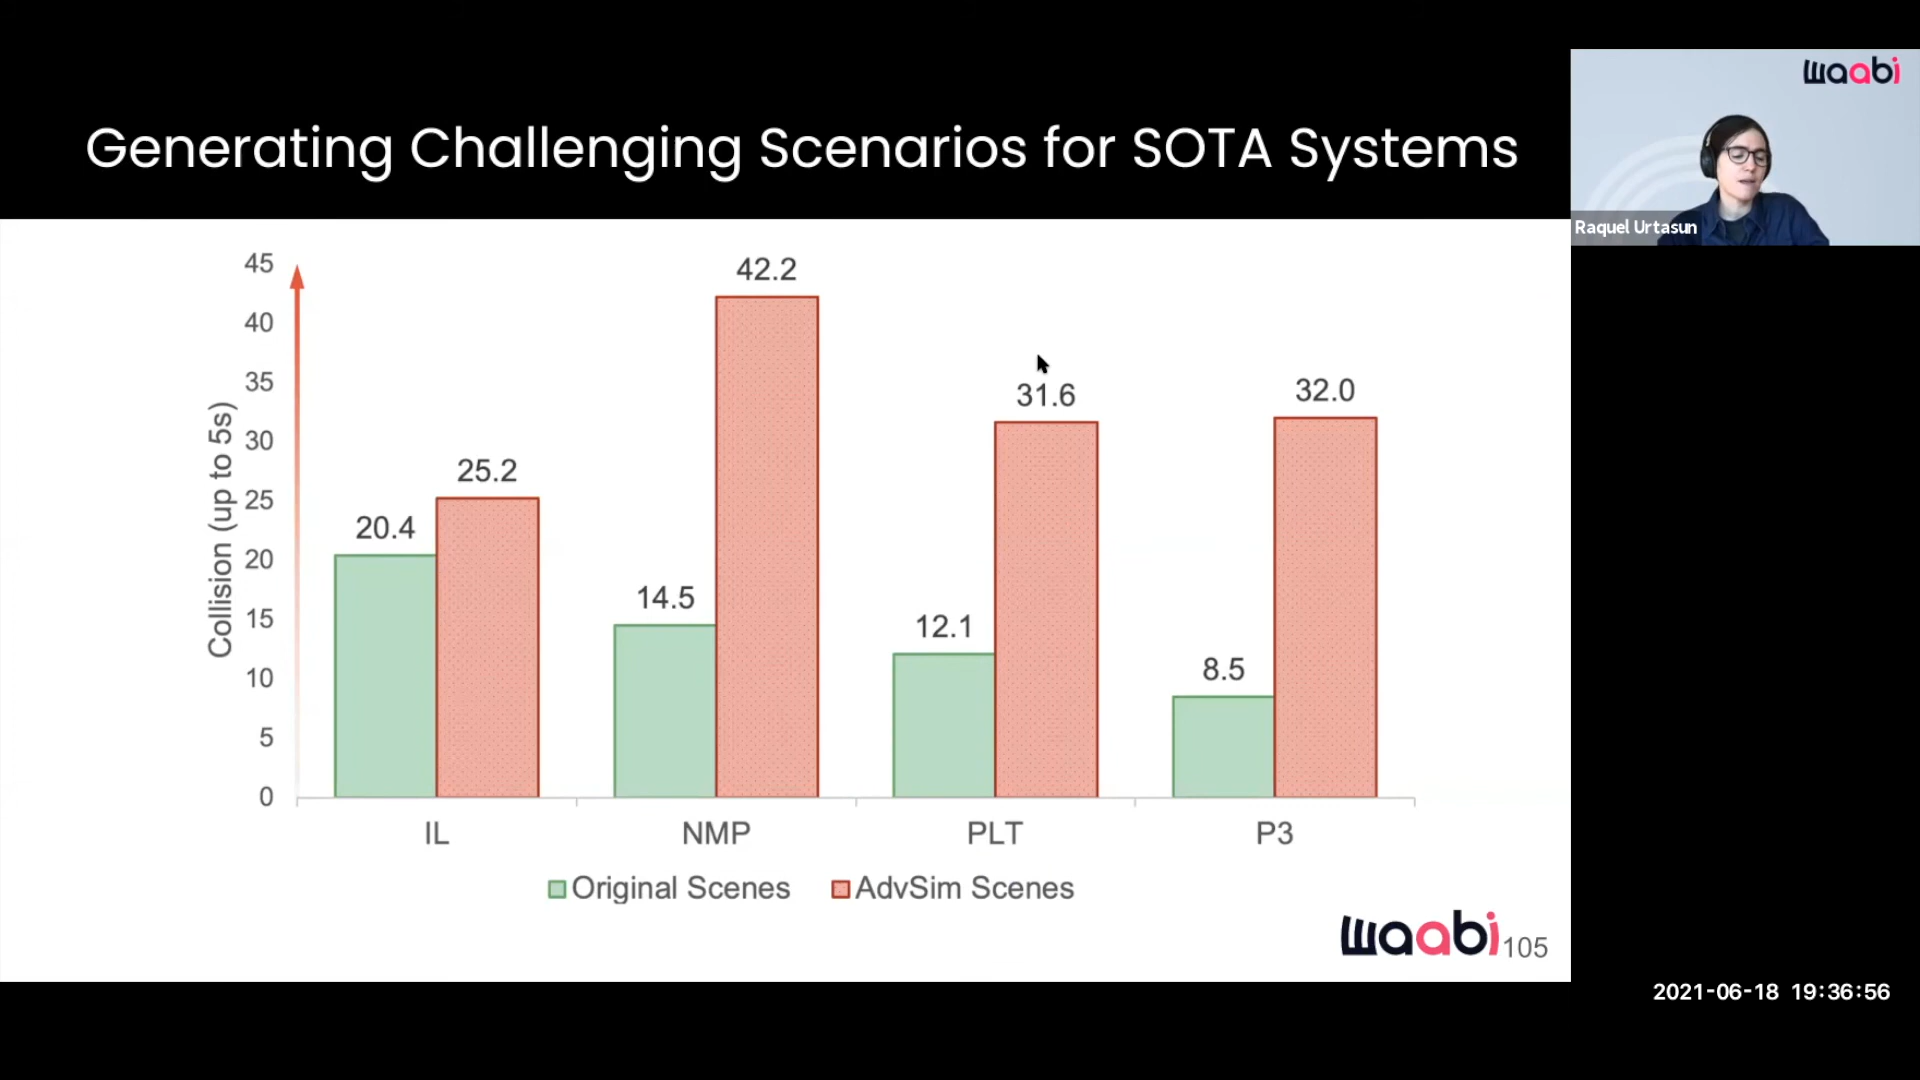 Generating Challenging Scenarios for SOTA Systems
waabi
Raquel Urtasun
Collision (up to 5s)
45
40
35
30
25
20
15
10
5
0
20.4
25.2
14.5
42.2
12.1
31.6
8.5
32.0
IL
NMP
PLT
P3
Original Scenes
AdvSim Scenes
waabi 105
2021-06-18 19:36:56